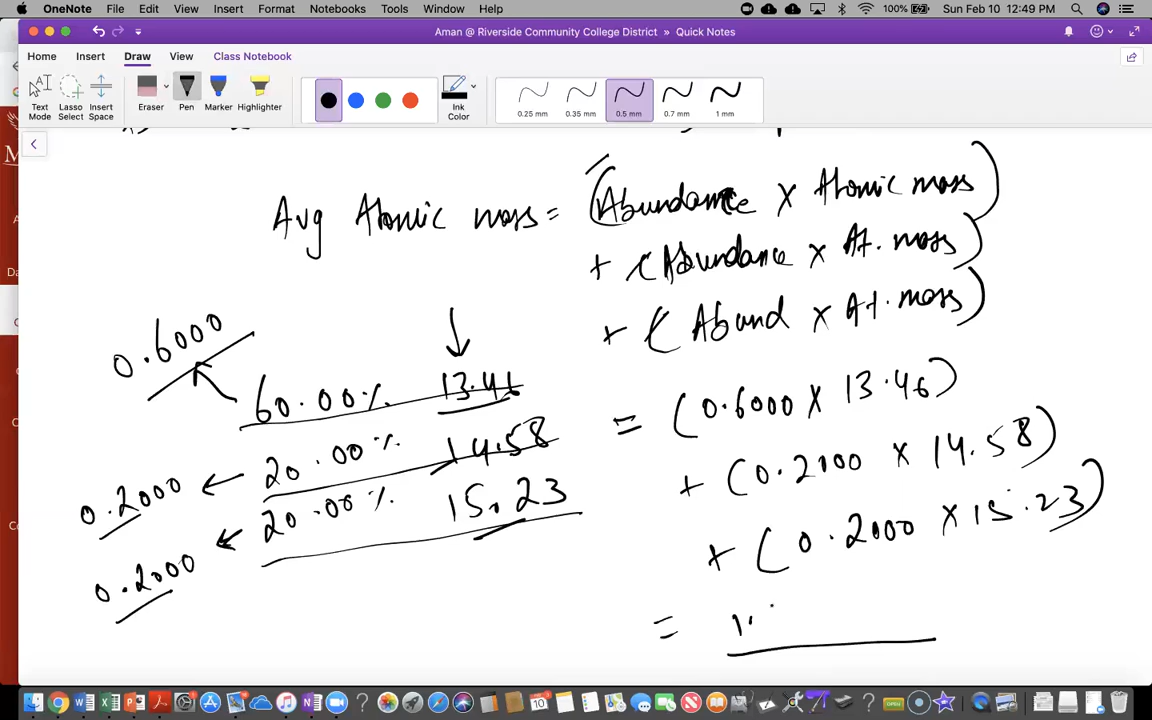 OneNote File Edit View Insert Format Notebooks Tools Window Help 100% Sun Feb 10 12:49 PM
Aman @ Riverside Community College District » Quick Notes
Home Insert Draw View Class Notebook
Text Mode Lasso Select Insert Space Eraser Pen Marker Highlighter Ink Color 0.25 mm 0.35 mm 0.5 mm 0.7 mm 1 mm
Avg Atomic mass = (Abundance X Atomic mass)
+ (Abundance X At. mass)
+ (Abund X At. mass)
0.6000
60.00% 13.46
= (0.6000 X 13.46)
0.2000 ← 20.00% 14.58
+ (0.2000 X 14.58)
0.2000 ← 20.00% 15.23
+ (0.2000 X 15.23)
=